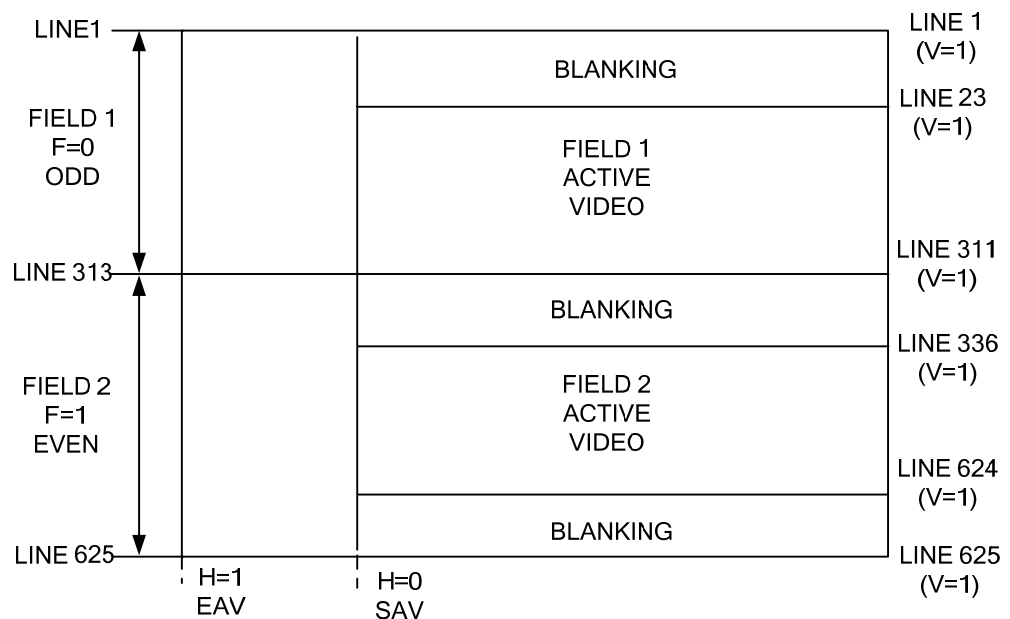 LINE1
LINE 1
(V=1)
BLANKING
LINE 23
(V=1)
FIELD 1
F=0
ODD
FIELD 1
ACTIVE
VIDEO
LINE 311
(V=1)
LINE 313
BLANKING
LINE 336
(V=1)
FIELD 2
F=1
EVEN
FIELD 2
ACTIVE
VIDEO
LINE 624
(V=1)
BLANKING
LINE 625
LINE 625
(V=1)
H=1
EAV
H=0
SAV